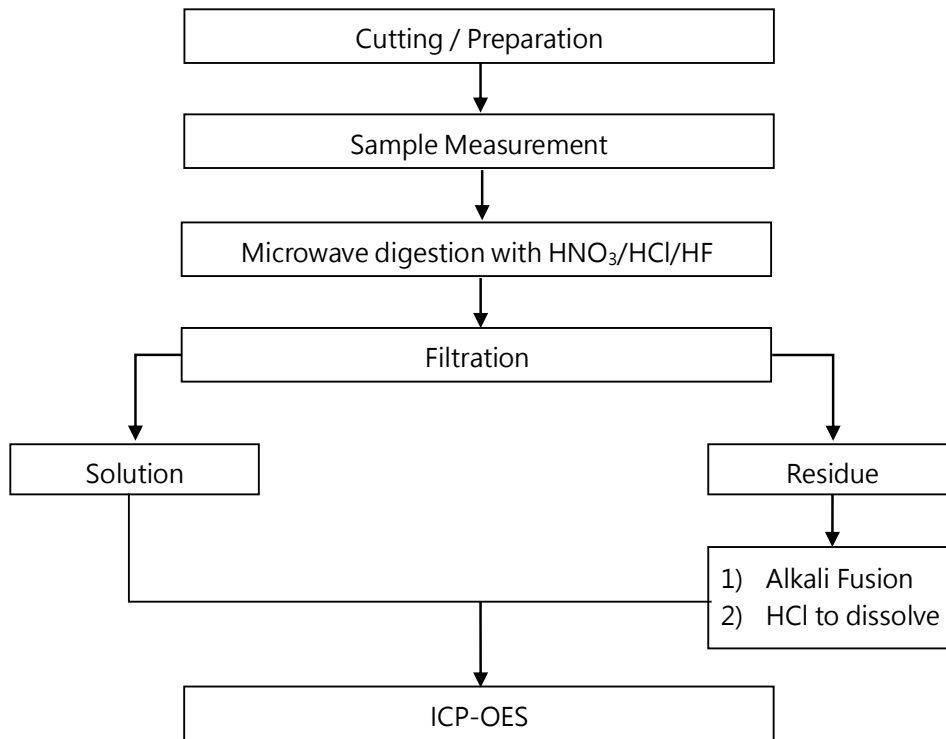 Cutting / Preparation
Sample Measurement
Microwave digestion with HNO₃/HCl/HF
Filtration
Solution
Residue
1) Alkali Fusion
2) HCl to dissolve
ICP-OES